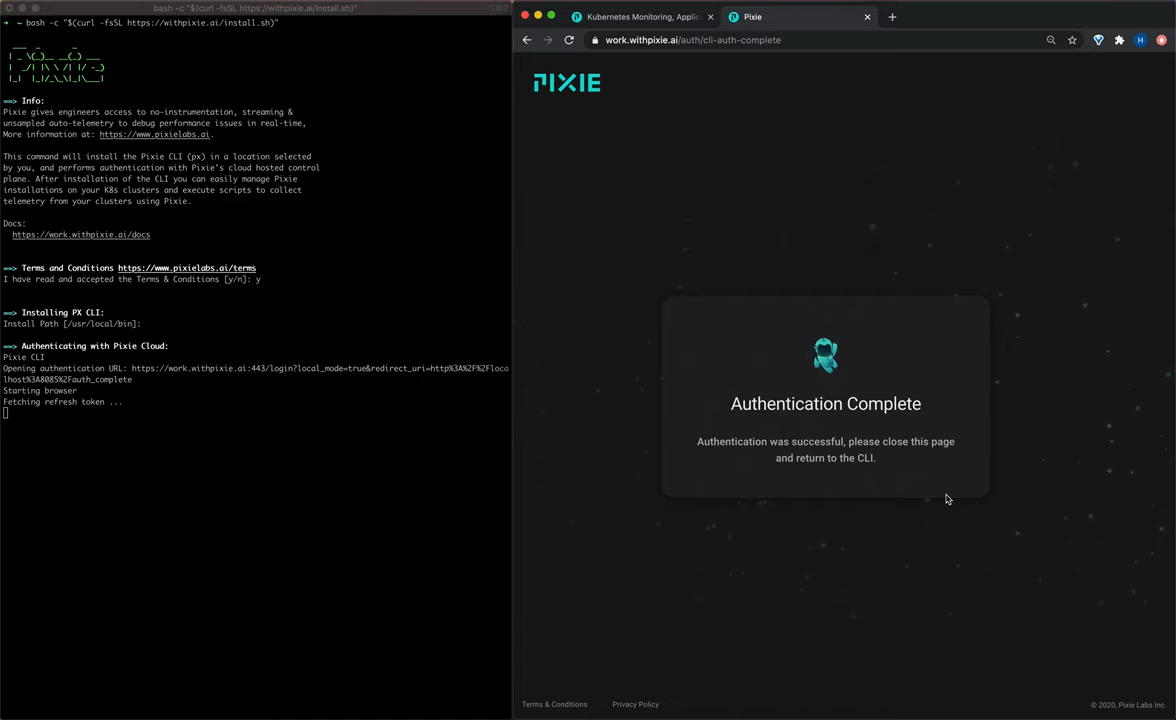 bash -c "$(curl -fsSL https://withpixie.ai/install.sh)"
⌥⌘2
➜ ~ bash -c "$(curl -fsSL https://withpixie.ai/install.sh)"
==> Info:
Pixie gives engineers access to no-instrumentation, streaming &
unsampled auto-telemetry to debug performance issues in real-time,
More information at: https://www.pixielabs.ai.
This command will install the Pixie CLI (px) in a location selected
by you, and performs authentication with Pixie's cloud hosted control
plane. After installation of the CLI you can easily manage Pixie
installations on your K8s clusters and execute scripts to collect
telemetry from your clusters using Pixie.
Docs:
https://work.withpixie.ai/docs
==> Terms and Conditions https://www.pixielabs.ai/terms
I have read and accepted the Terms & Conditions [y/n]: y
==> Installing PX CLI:
Install Path [/usr/local/bin]:
==> Authenticating with Pixie Cloud:
Pixie CLI
Opening authentication URL: https://work.withpixie.ai:443/login?local_mode=true&redirect_uri=http%3A%2F%2Floca
lhost%3A8085%2Fauth_complete
Starting browser
Fetching refresh token ...
Kubernetes Monitoring, Applic
Pixie
work.withpixie.ai/auth/cli-auth-complete
H
PIXIE
Authentication Complete
Authentication was successful, please close this page
and return to the CLI.
Terms & Conditions
Privacy Policy
© 2020, Pixie Labs Inc.